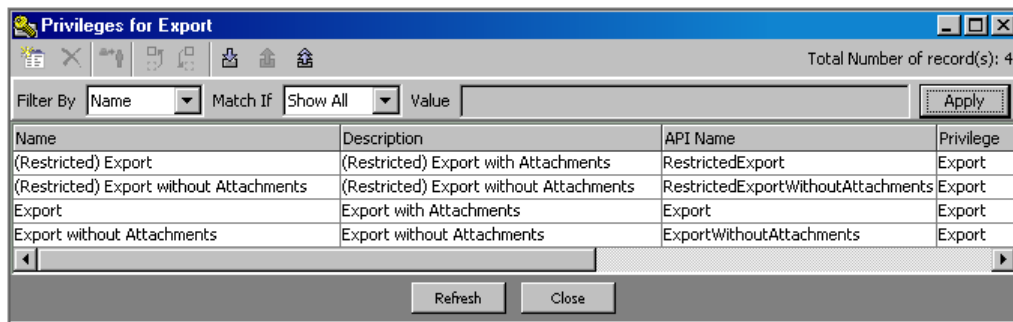 Privileges for Export
Total Number of record(s): 4
Filter By Name Match If Show All Value Apply
Name Description API Name Privilege
(Restricted) Export (Restricted) Export with Attachments RestrictedExport Export
(Restricted) Export without Attachments (Restricted) Export without Attachments RestrictedExportWithoutAttachments Export
Export Export with Attachments Export Export
Export without Attachments Export without Attachments ExportWithoutAttachments Export
Refresh Close